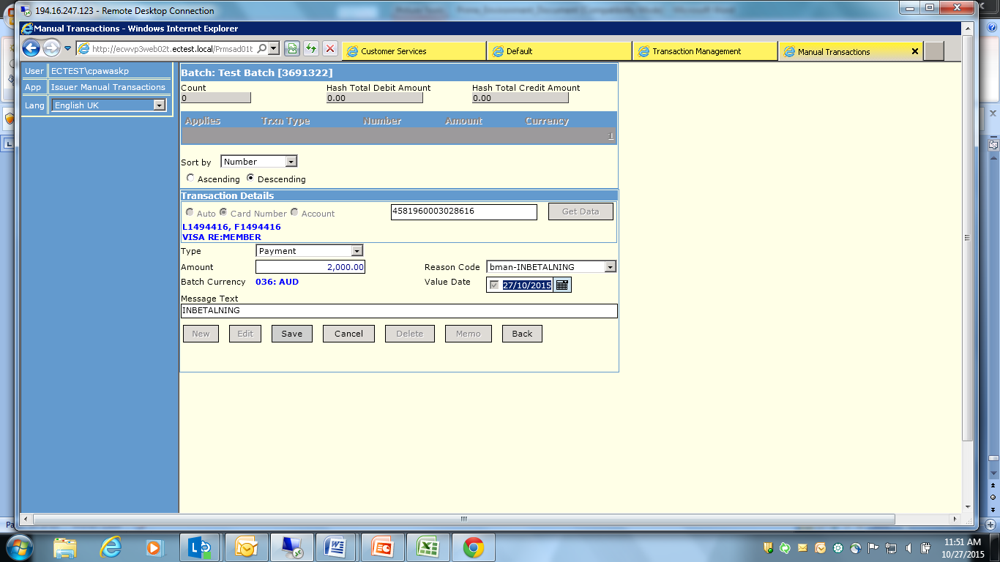 194.16.247.123 - Remote Desktop Connection
Manual Transactions - Windows Internet Explorer
http://ecwvp3web02t.ectest.local/Prmsad01t
Customer Services
Default
Transaction Management
Manual Transactions
User ECTEST\cpawaskp
App Issuer Manual Transactions
Lang English UK
Batch: Test Batch [3691322]
Count Hash Total Debit Amount Hash Total Credit Amount
0 0.00 0.00
Applies Trxn Type Number Amount Currency
1
Sort by Number
Ascending Descending
Transaction Details
Auto Card Number Account 4581960003028616 Get Data
L1494416, F1494416
VISA RE:MEMBER
Type Payment
Amount 2,000.00 Reason Code bman-INBETALNING
Batch Currency 036: AUD Value Date 27/10/2015
Message Text
INBETALNING
New Edit Save Cancel Delete Memo Back
11:51 AM
10/27/2015